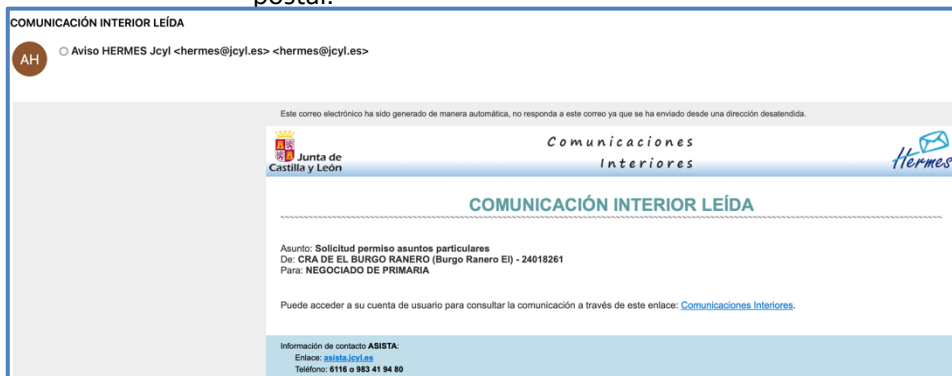 postal.
COMUNICACIÓN INTERIOR LEÍDA
AH
Aviso HERMES Jcyl <hermes@jcyl.es> <hermes@jcyl.es>
Este correo electrónico ha sido generado de manera automática, no responda a este correo ya que se ha enviado desde una dirección desatendida.
Junta de
Castilla y León
Comunicaciones
Interiores
Hermes
COMUNICACIÓN INTERIOR LEÍDA
Asunto: Solicitud permiso asuntos particulares
De: CRA DE EL BURGO RANERO (Burgo Ranero El) - 24018261
Para: NEGOCIADO DE PRIMARIA
Puede acceder a su cuenta de usuario para consultar la comunicación a través de este enlace: Comunicaciones Interiores.
Información de contacto ASISTA:
Enlace: asista.jcyl.es
Teléfono: 6116 o 983 41 94 80